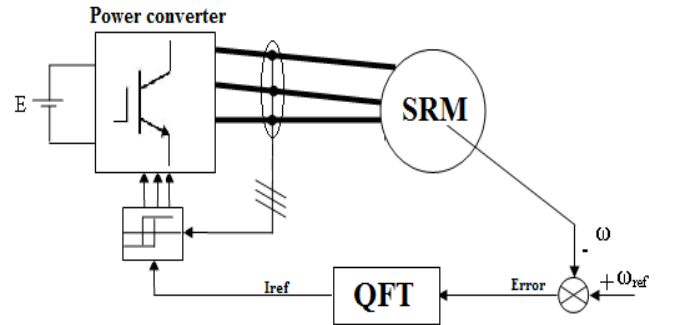 Power converter
E
SRM
- ω
+ ωref
Iref
QFT
Error